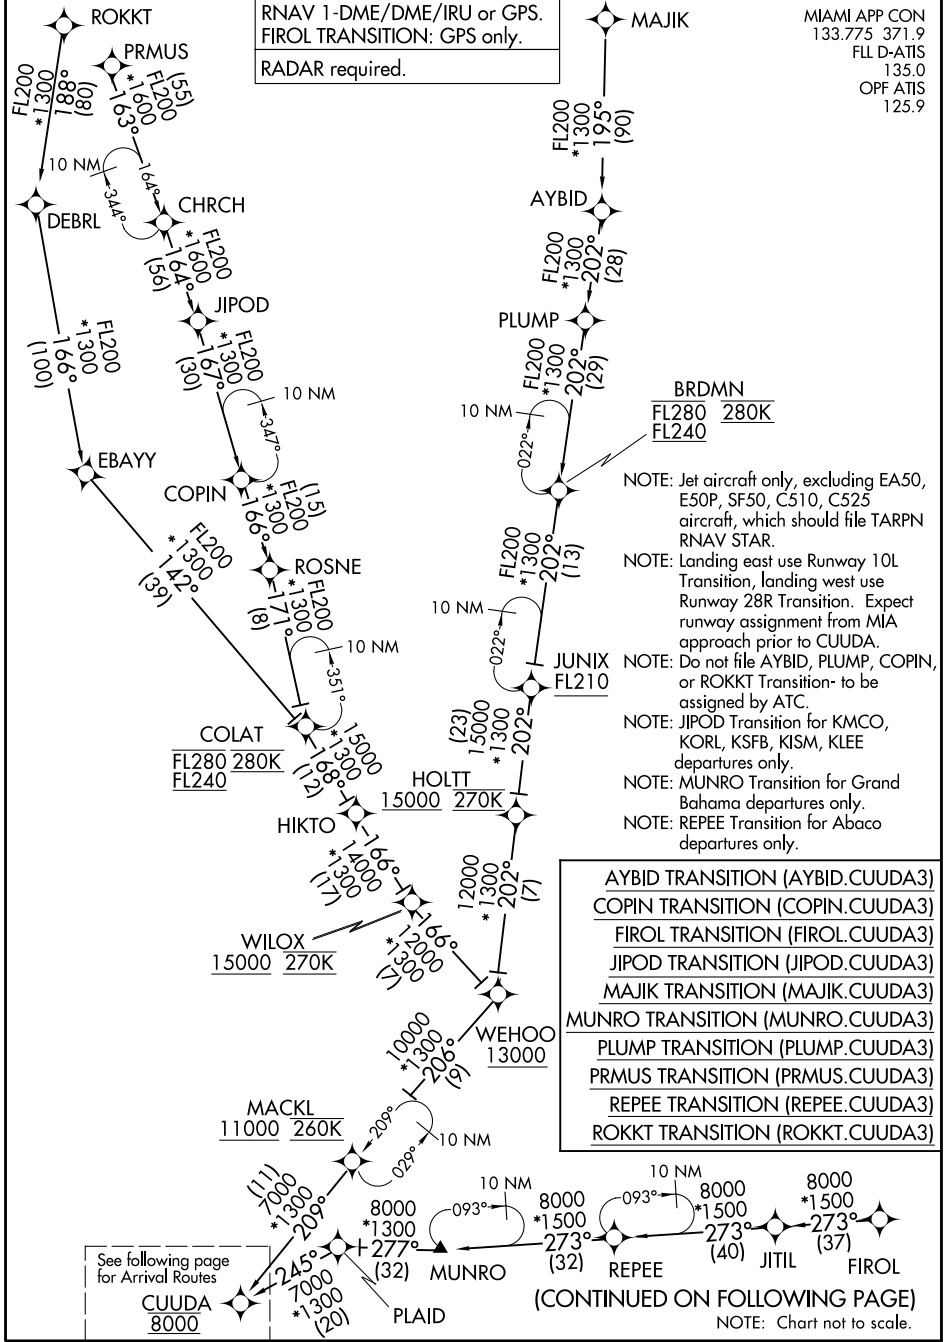 ROKKT
PRMUS
RNAV 1-DME/DME/IRU or GPS.
FIROL TRANSITION: GPS only.
RADAR required.
MAJIK
MIAMI APP CON
133.775 371.9
FLL D-ATIS
135.0
OPF ATIS
125.9
FL200
*1300
188°
(80)
(55)
FL200
*1600
163°
FL200
*1300
195°
(90)
10 NM
164°
344°
DEBRL
CHRCH
AYBID
FL200
*1600
164°
(56)
FL200
*1300
202°
(28)
JIPOD
PLUMP
FL200
*1300
166°
(100)
FL200
*1300
167°
(30)
FL200
*1300
202°
(29)
10 NM
347°
10 NM
022°
BRDMN
FL280 280K
FL240
EBAYY
COPIN
(15)
FL200
*1300
166°
NOTE: Jet aircraft only, excluding EA50,
E50P, SF50, C510, C525
aircraft, which should file TARPN
RNAV STAR.
NOTE: Landing east use Runway 10L
Transition, landing west use
Runway 28R Transition. Expect
runway assignment from MIA
approach prior to CUUDA.
NOTE: Do not file AYBID, PLUMP, COPIN,
or ROKKT Transition- to be
assigned by ATC.
NOTE: JIPOD Transition for KMCO,
KORL, KSFB, KISM, KLEE
departures only.
NOTE: MUNRO Transition for Grand
Bahama departures only.
NOTE: REPEE Transition for Abaco
departures only.
FL200
*1300
142°
(39)
ROSNE
FL200
*1300
171°
(8)
FL200
*1300
202°
(13)
10 NM
351°
10 NM
022°
JUNIX
FL210
COLAT
FL280 280K
FL240
15000
*1300
168°
(12)
(23)
15000
*1300
202°
HOLTT
15000 270K
HIKTO
166°
14000
*1300
(17)
12000
*1300
202°
(7)
WILOX
15000 270K
166°
12000
*1300
(7)
AYBID TRANSITION (AYBID.CUUDA3)
COPIN TRANSITION (COPIN.CUUDA3)
FIROL TRANSITION (FIROL.CUUDA3)
JIPOD TRANSITION (JIPOD.CUUDA3)
MAJIK TRANSITION (MAJIK.CUUDA3)
MUNRO TRANSITION (MUNRO.CUUDA3)
PLUMP TRANSITION (PLUMP.CUUDA3)
PRMUS TRANSITION (PRMUS.CUUDA3)
REPEE TRANSITION (REPEE.CUUDA3)
ROKKT TRANSITION (ROKKT.CUUDA3)
WEHOO
13000
10000
*1300
206°
(9)
MACKL
11000 260K
209°
029°
10 NM
(11)
7000
*1300
209°
8000
*1300
277°
(32)
10 NM
093°
8000
*1500
273°
(32)
10 NM
093°
8000
*1500
273°
(40)
8000
*1500
273°
(37)
MUNRO
REPEE
JITIL
FIROL
See following page
for Arrival Routes
CUUDA
8000
245°
7000
*1300
(20)
PLAID
(CONTINUED ON FOLLOWING PAGE)
NOTE: Chart not to scale.